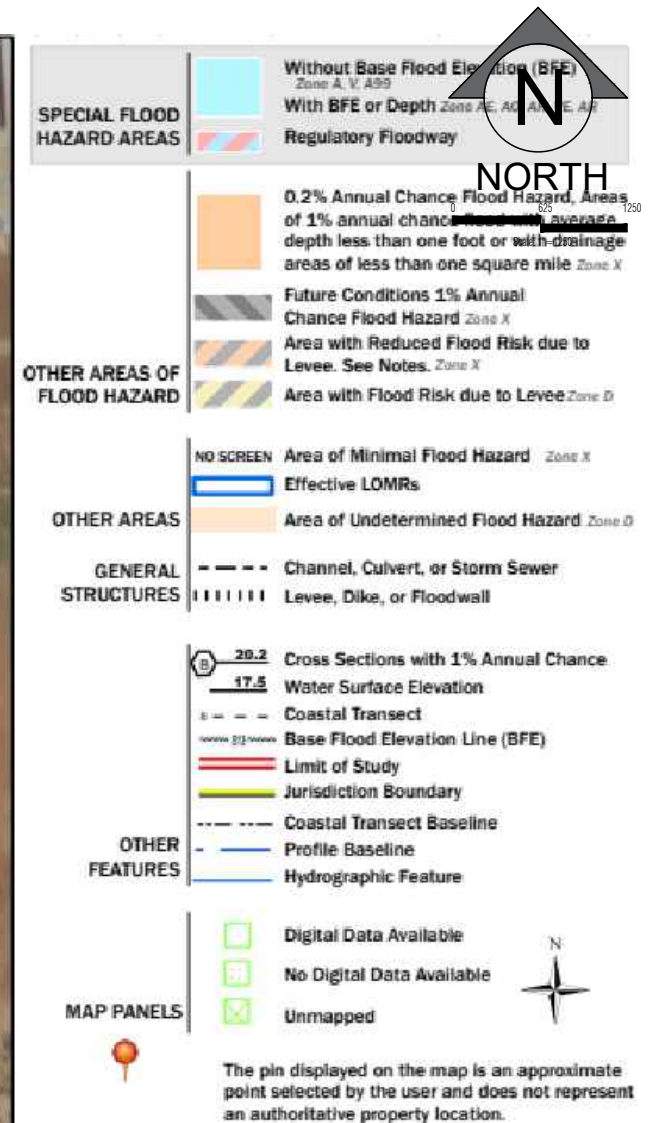 SPECIAL FLOOD
HAZARD AREAS
Without Base Flood Elevation (BFE)
Zone A, V, A99
With BFE or Depth Zone AE, AO, AH, VE, AR
Regulatory Floodway
N
NORTH
0 625 1250
OTHER AREAS OF
FLOOD HAZARD
0.2% Annual Chance Flood Hazard, Areas
of 1% annual chance flood with average
depth less than one foot or with drainage
areas of less than one square mile Zone X
Future Conditions 1% Annual
Chance Flood Hazard Zone X
Area with Reduced Flood Risk due to
Levee. See Notes. Zone X
Area with Flood Risk due to Levee Zone D
OTHER AREAS
NO SCREEN Area of Minimal Flood Hazard Zone X
Effective LOMRs
Area of Undetermined Flood Hazard Zone D
GENERAL
STRUCTURES
Channel, Culvert, or Storm Sewer
Levee, Dike, or Floodwall
OTHER
FEATURES
B 20.2 Cross Sections with 1% Annual Chance
17.5 Water Surface Elevation
Coastal Transect
Base Flood Elevation Line (BFE)
Limit of Study
Jurisdiction Boundary
Coastal Transect Baseline
Profile Baseline
Hydrographic Feature
MAP PANELS
Digital Data Available
No Digital Data Available
Unmapped
N
The pin displayed on the map is an approximate
point selected by the user and does not represent
an authoritative property location.